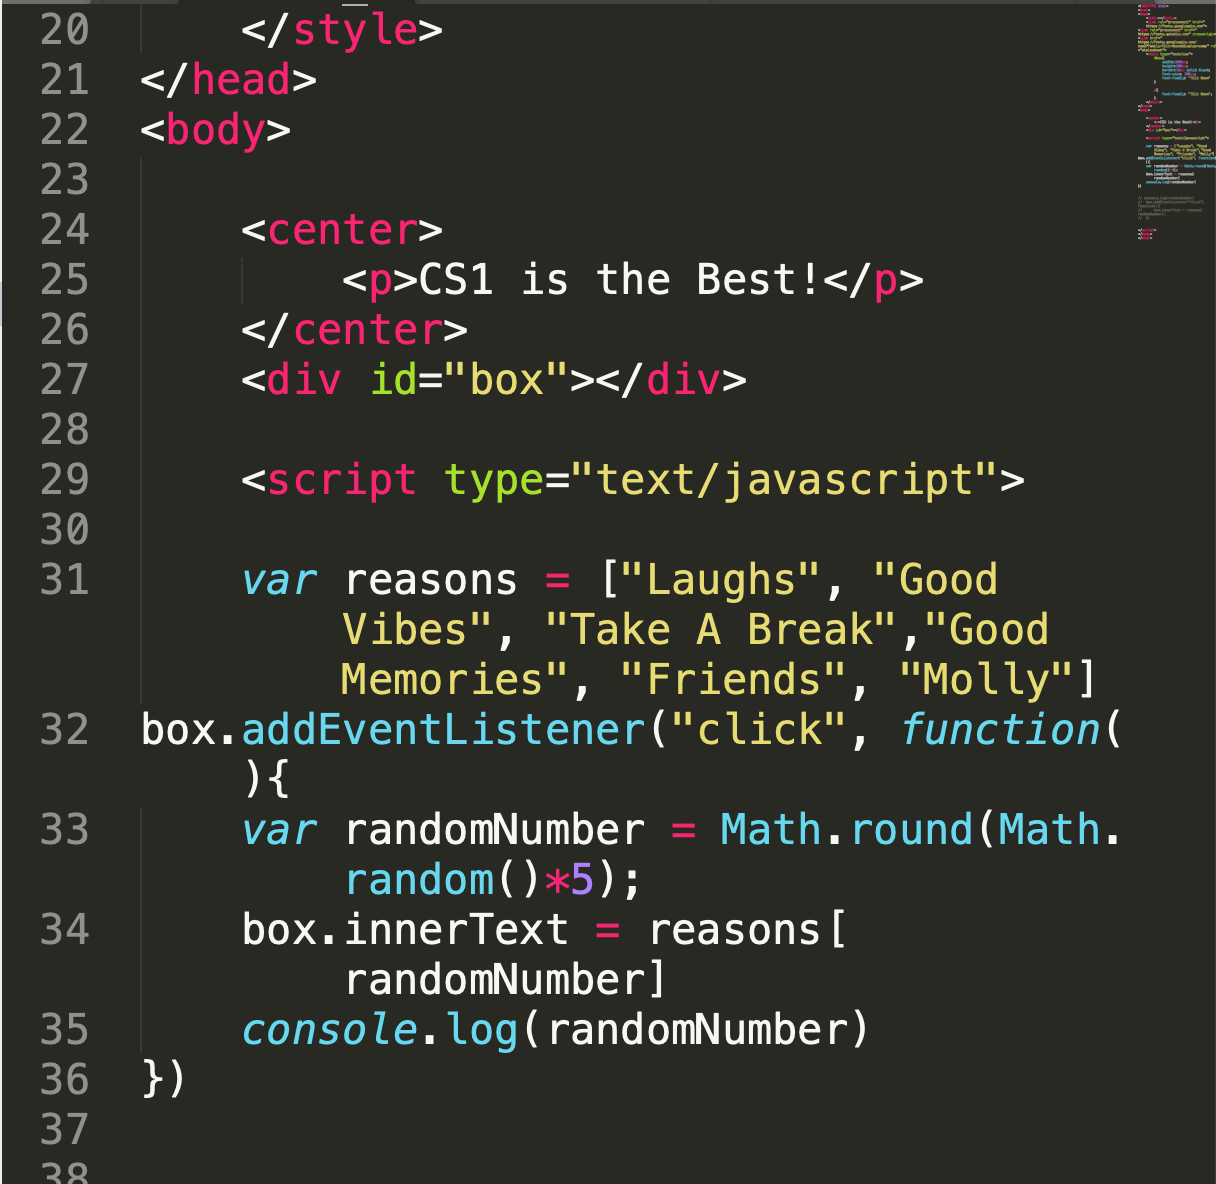 20 </style>
21 </head>
22 <body>
23
24 <center>
25 <p>CS1 is the Best!</p>
26 </center>
27 <div id="box"></div>
28
29 <script type="text/javascript">
30
31 var reasons = ["Laughs", "Good
Vibes", "Take A Break","Good
Memories", "Friends", "Molly"]
32 box.addEventListener("click", function(
){
33 var randomNumber = Math.round(Math.
random()*5);
34 box.innerText = reasons[
randomNumber]
35 console.log(randomNumber)
36 })
37
38